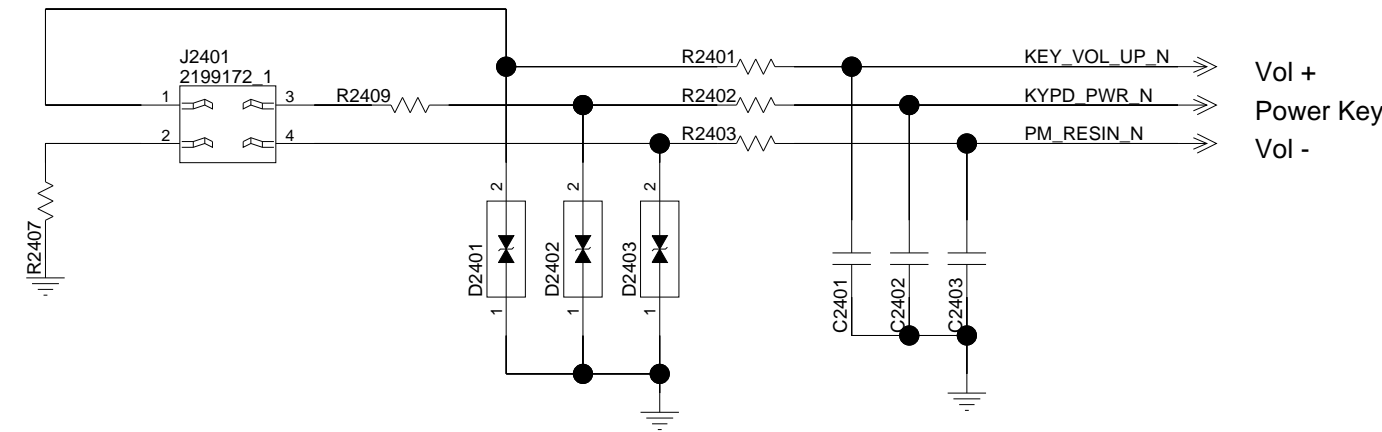 J2401
2199172_1
R2401
KEY_VOL_UP_N
Vol +
1
3
R2409
R2402
KYPD_PWR_N
Power Key
2
4
R2403
PM_RESIN_N
Vol -
R2407
2
2
2
D2401
D2402
D2403
1
1
1
C2401
C2402
C2403